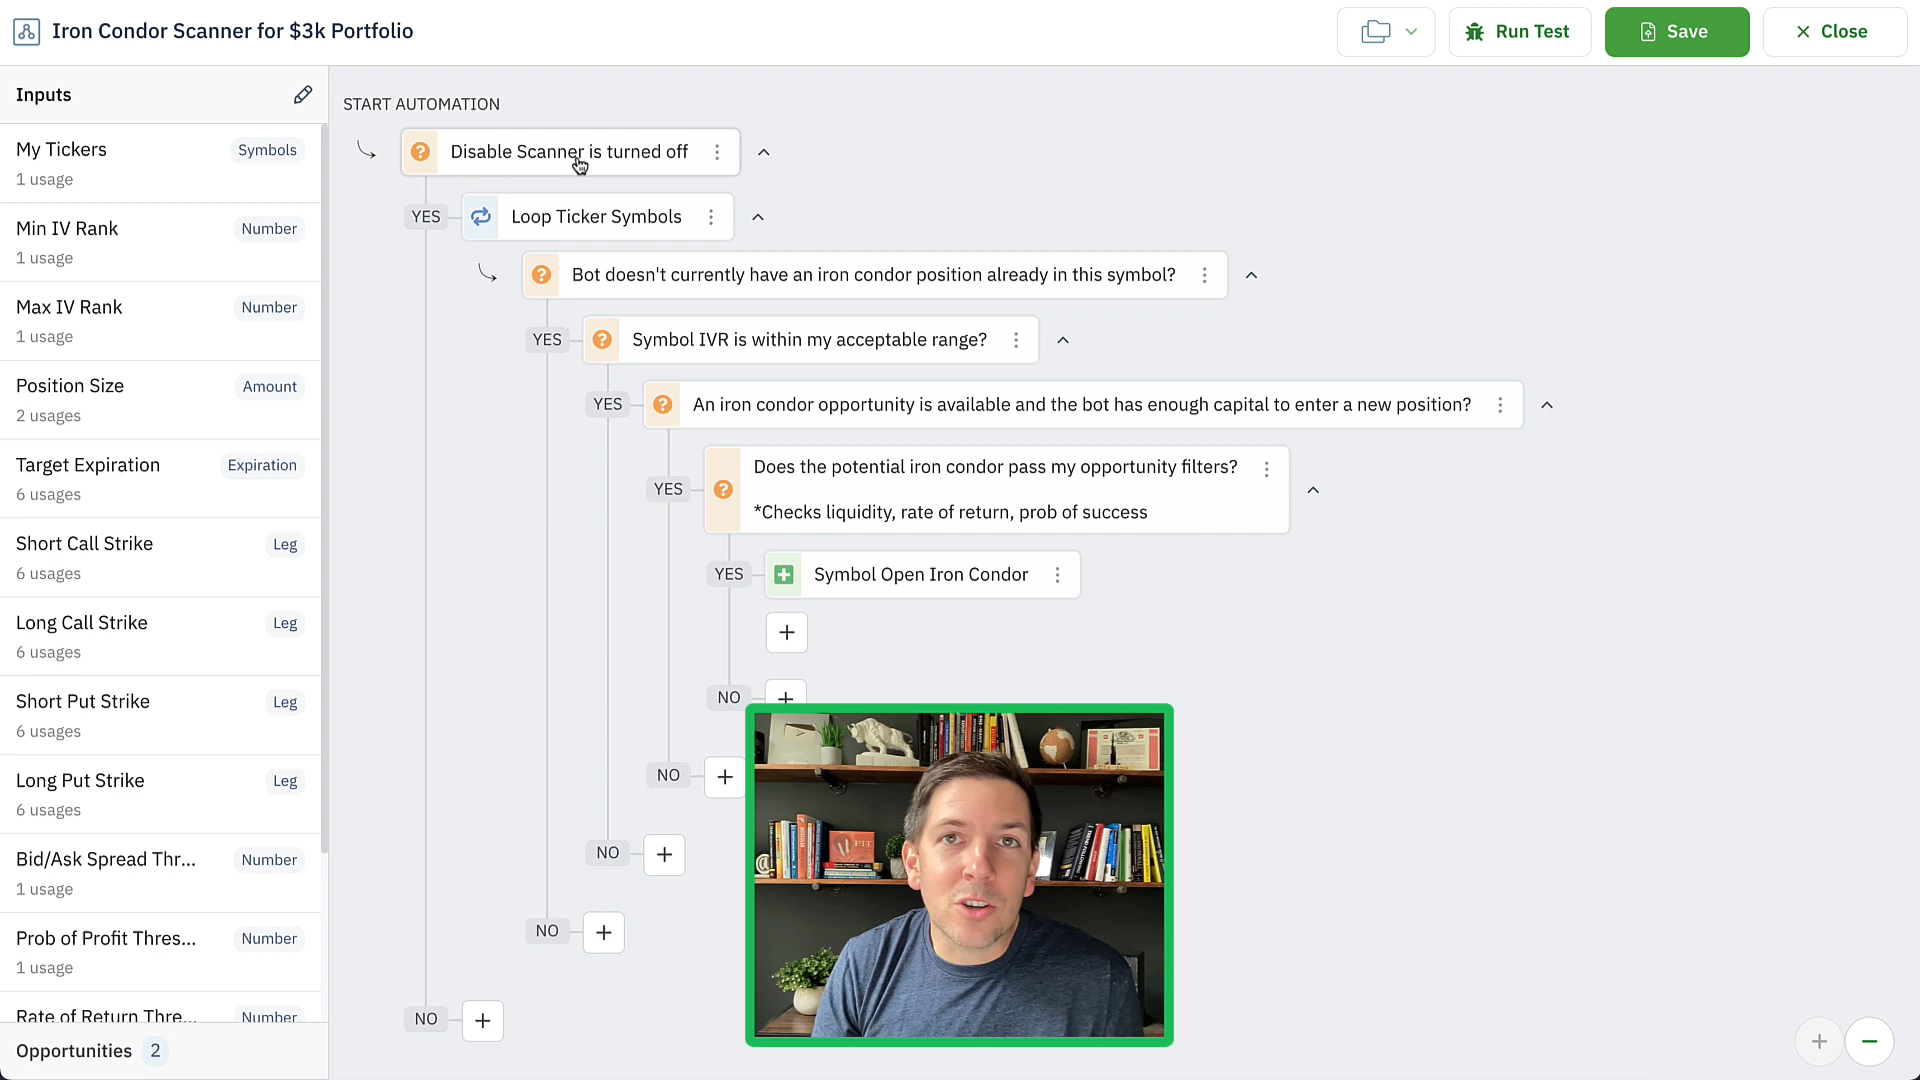 Iron Condor Scanner for $3k Portfolio
Run Test
Save
Close
Inputs
My Tickers
Symbols
1 usage
Min IV Rank
Number
1 usage
Max IV Rank
Number
1 usage
Position Size
Amount
2 usages
Target Expiration
Expiration
6 usages
Short Call Strike
Leg
6 usages
Long Call Strike
Leg
6 usages
Short Put Strike
Leg
6 usages
Long Put Strike
Leg
6 usages
Bid/Ask Spread Thr...
Number
1 usage
Prob of Profit Thres...
Number
1 usage
Rate of Return Thre...
Number
Opportunities 2
START AUTOMATION
Disable Scanner is turned off
YES
Loop Ticker Symbols
Bot doesn't currently have an iron condor position already in this symbol?
YES
Symbol IVR is within my acceptable range?
YES
An iron condor opportunity is available and the bot has enough capital to enter a new position?
YES
Does the potential iron condor pass my opportunity filters?
*Checks liquidity, rate of return, prob of success
YES
Symbol Open Iron Condor
NO
NO
NO
NO
NO
PIT